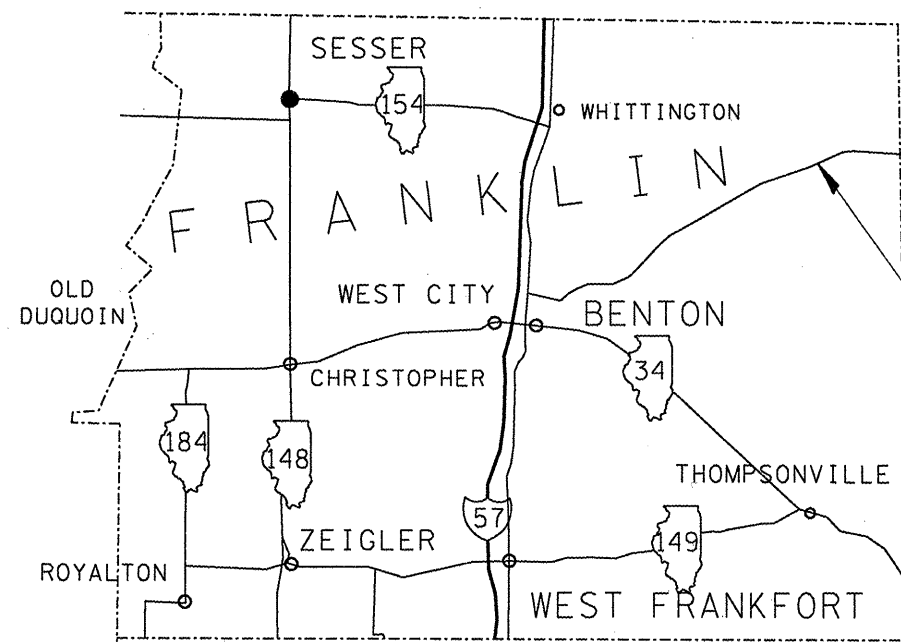 SESSER
154
WHITTINGTON
FRANKLIN
OLD
DUQUOIN
WEST CITY
BENTON
34
CHRISTOPHER
184
148
THOMPSONVILLE
57
ZEIGLER
149
ROYALTON
WEST FRANKFORT